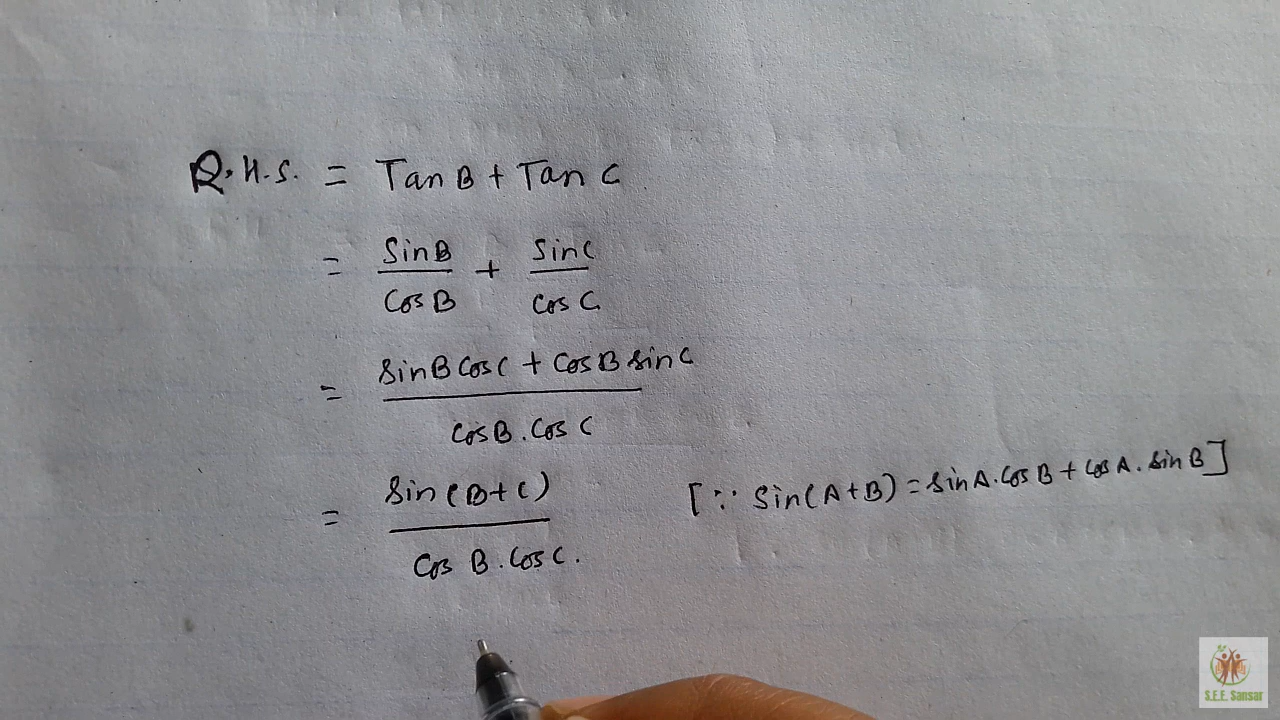 R.H.S. = Tan B + Tan C
= Sin B / Cos B + Sin C / Cos C
= Sin B Cos C + Cos B Sin C / Cos B . Cos C
= Sin (B+C) / Cos B . Cos C. [∵ Sin(A+B) = Sin A. Cos B + Cos A. Sin B]
S.E.E. Sansar